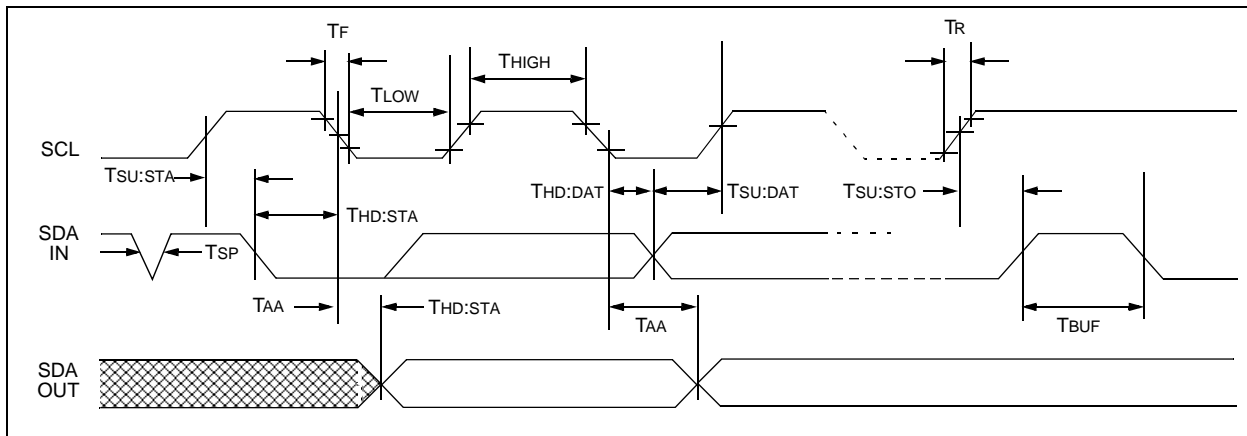 TF
TR
THIGH
TLOW
SCL
TSU:STA
THD:DAT
TSU:DAT
TSU:STO
THD:STA
SDA
IN
TSP
TAA
THD:STA
TAA
TBUF
SDA
OUT